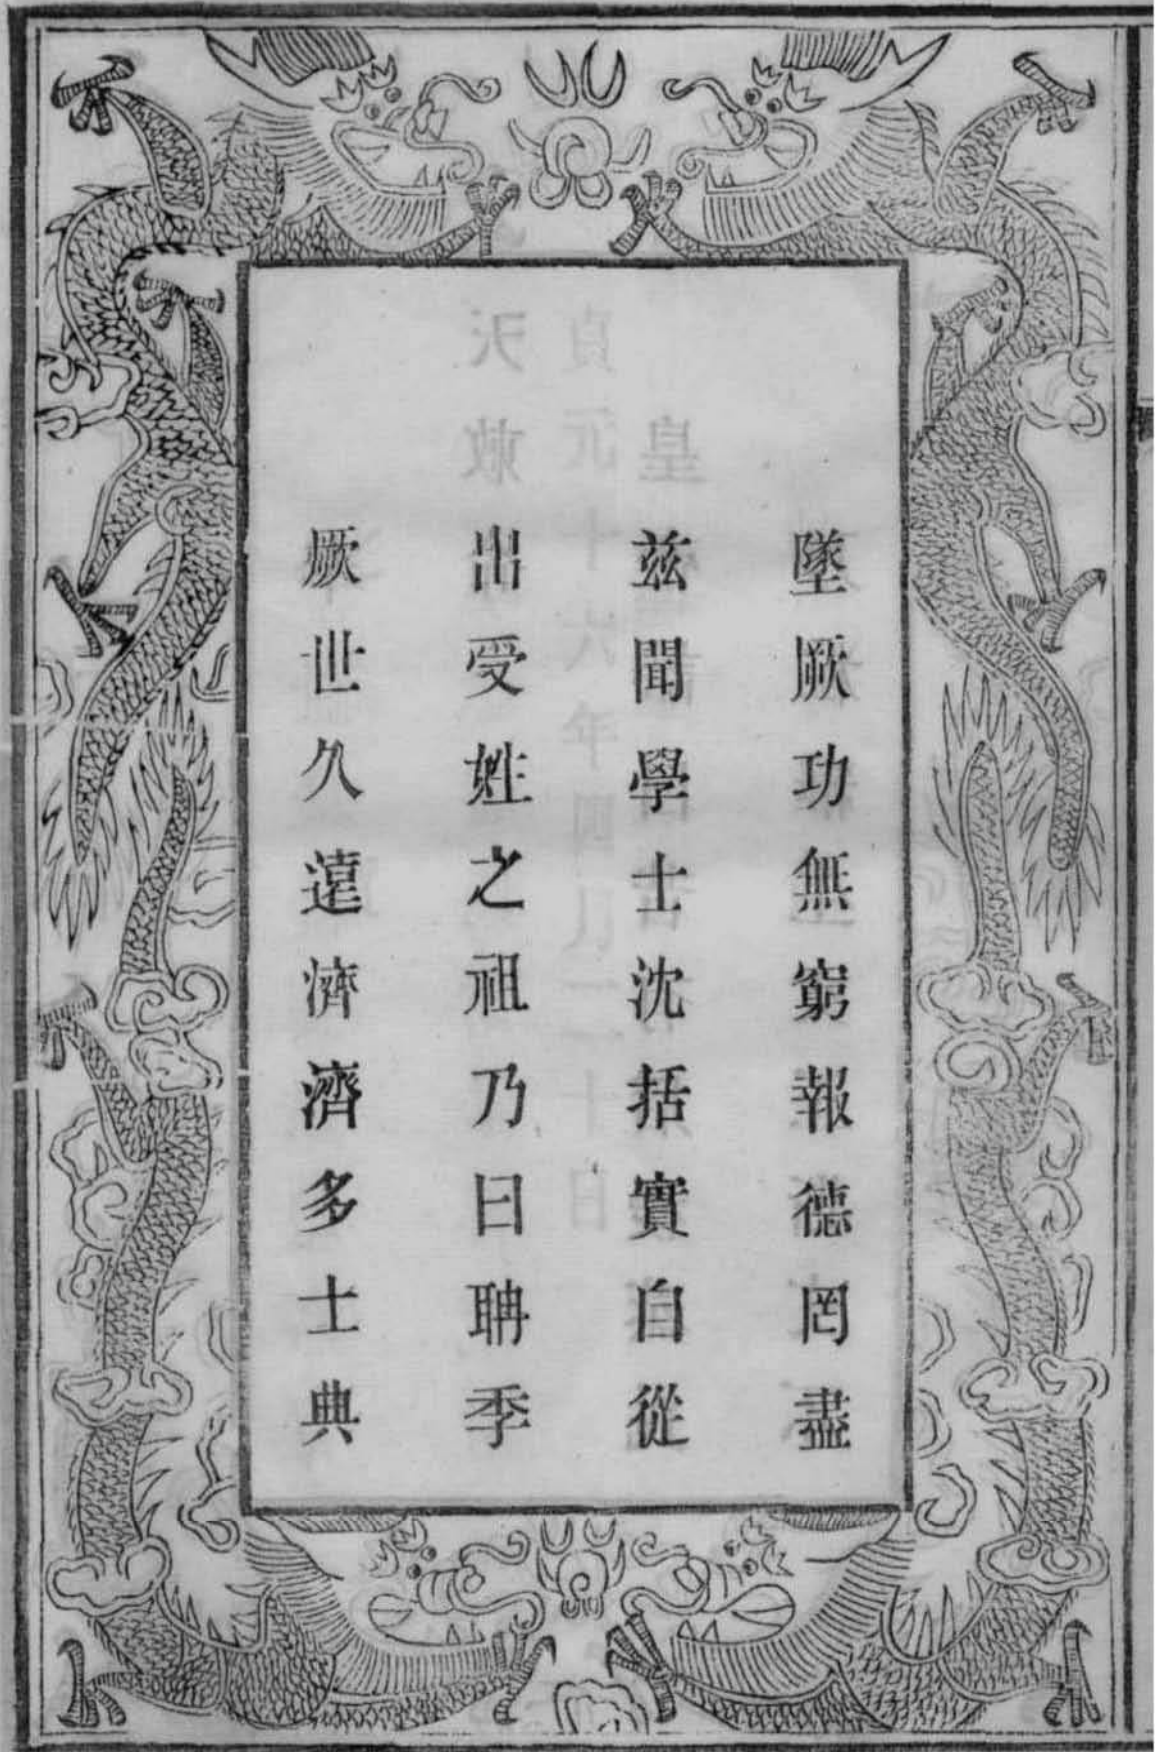 墜厥功無窮報德罔盡
茲聞學士沈括實自從
出受姓之祖乃曰聃季
厥世久遠濟濟多士典